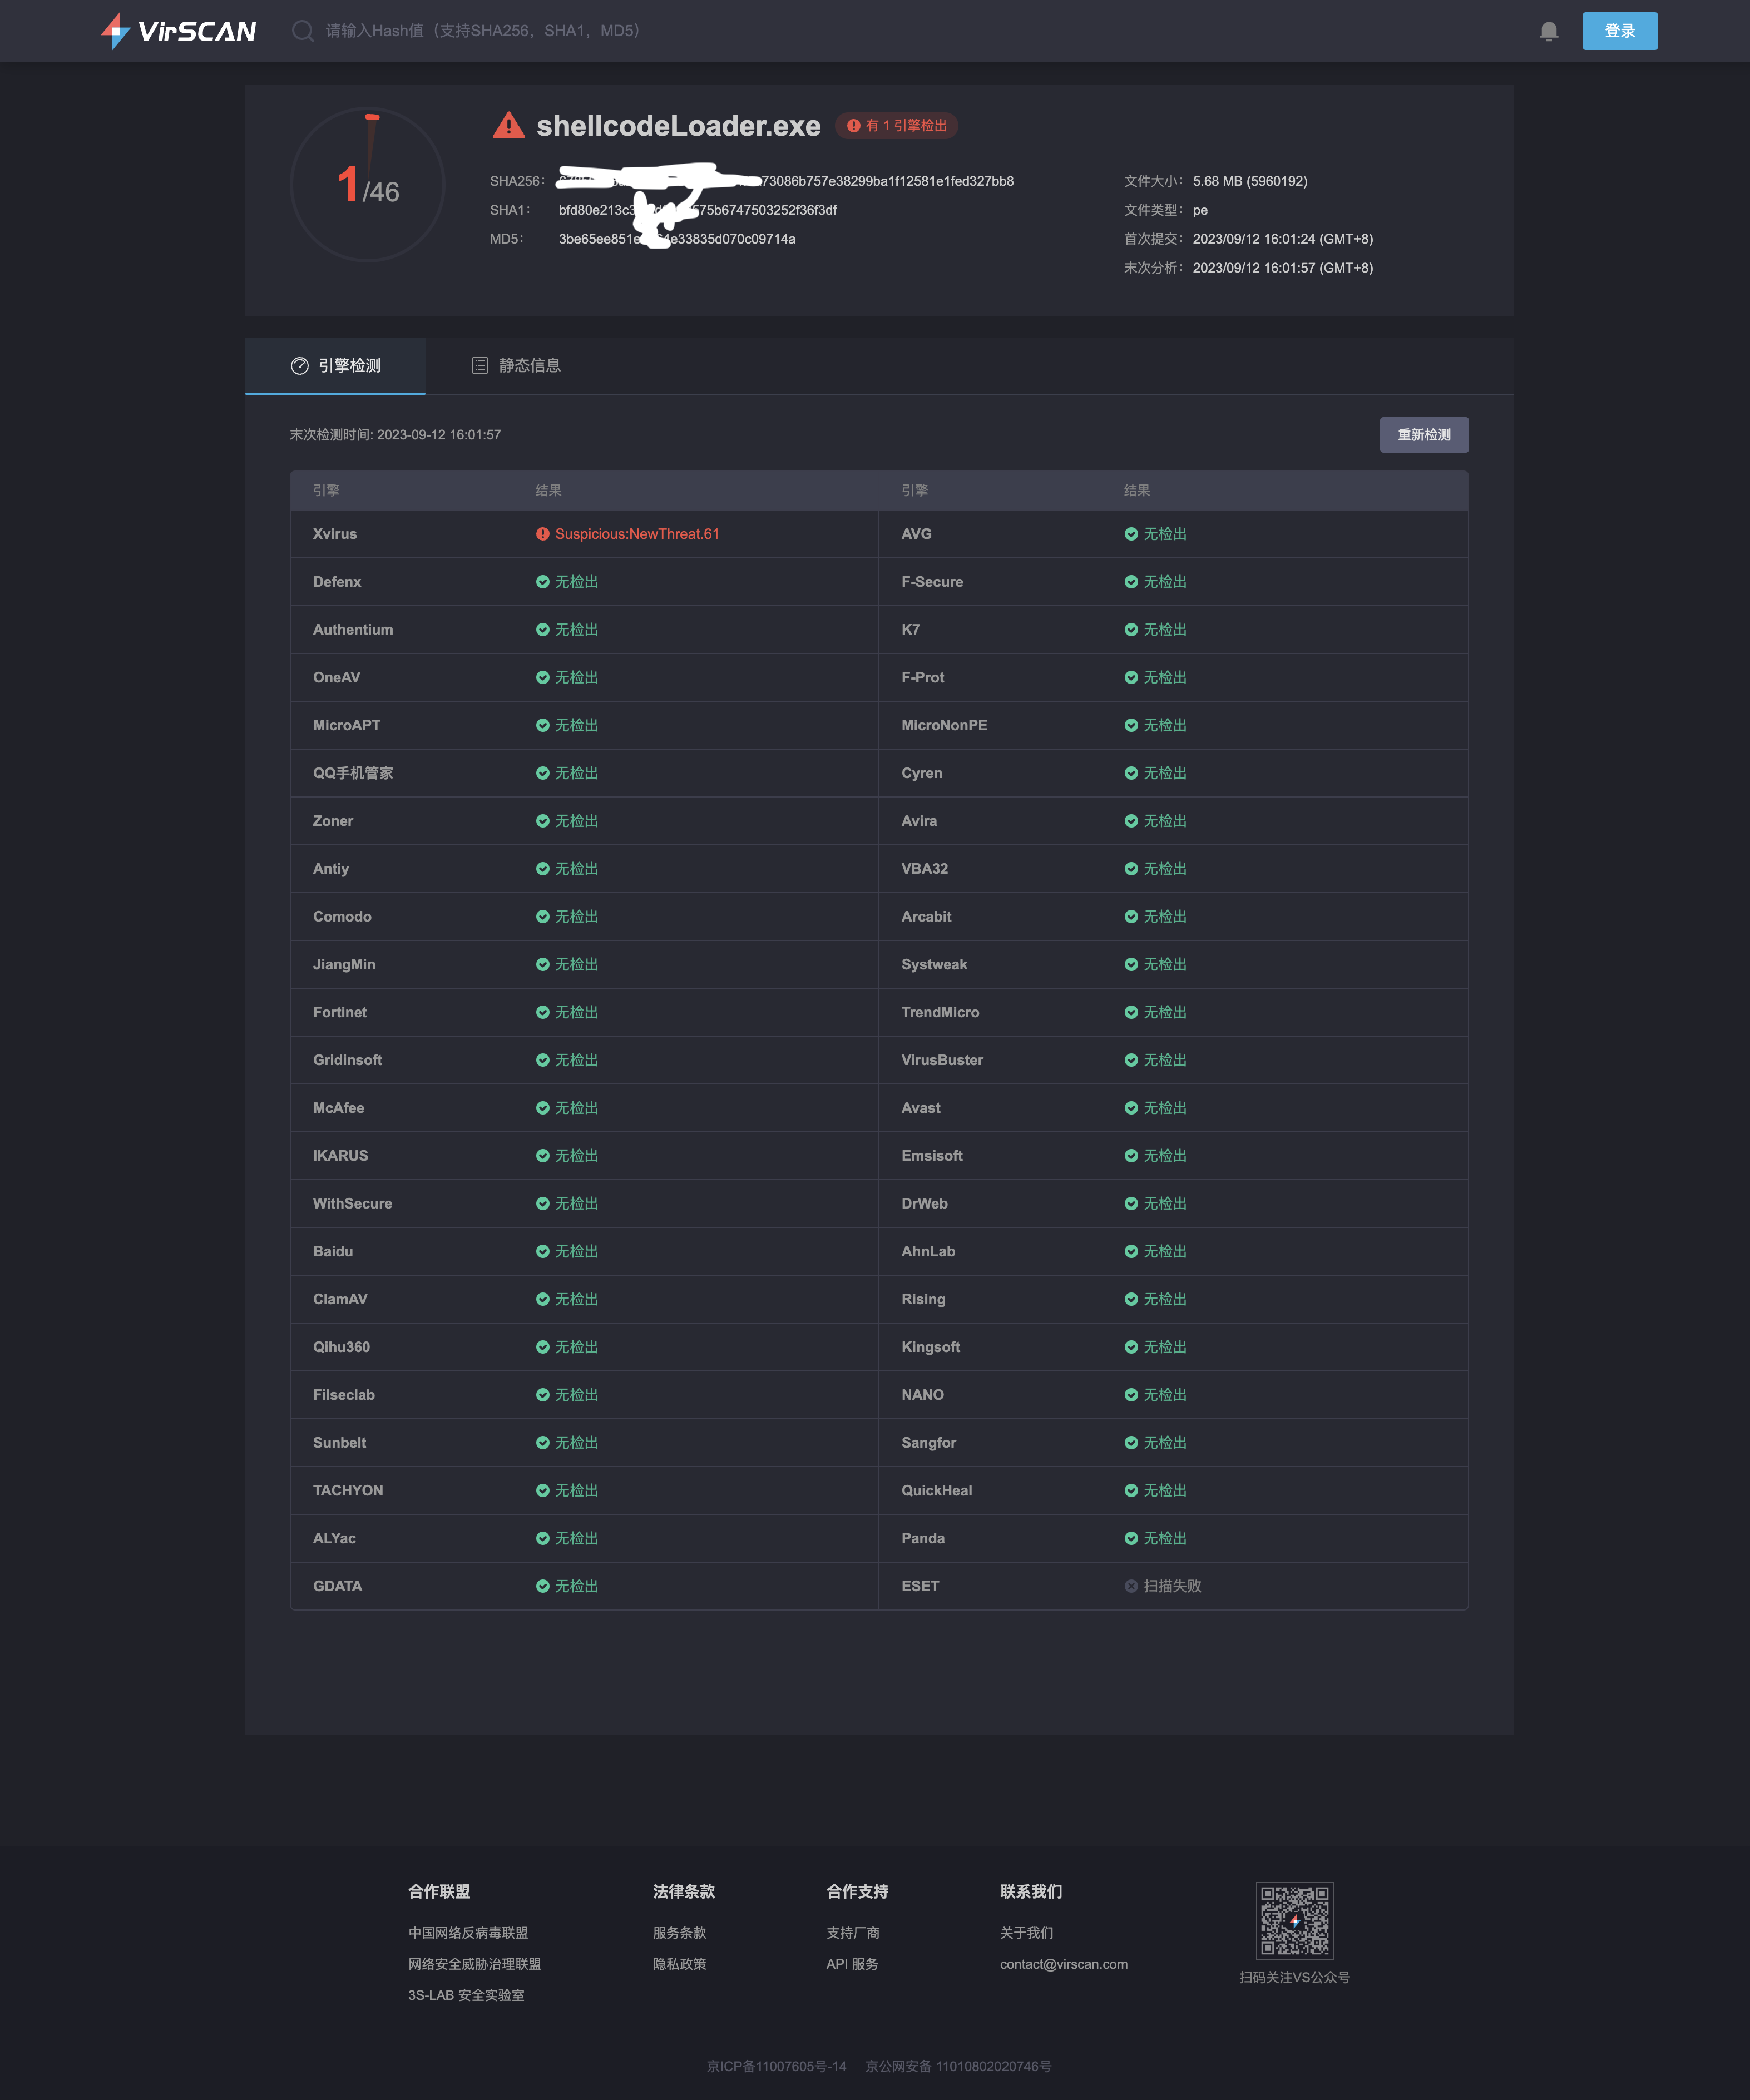 VirSCAN
请输入Hash值（支持SHA256，SHA1，MD5）
登录
1/46
shellcodeLoader.exe 有 1 引擎检出
SHA256： 73086b757e38299ba1f12581e1fed327bb8
SHA1： bfd80e213c 575b6747503252f36f3df
MD5： 3be65ee851e e33835d070c09714a
文件大小： 5.68 MB (5960192)
文件类型： pe
首次提交： 2023/09/12 16:01:24 (GMT+8)
末次分析： 2023/09/12 16:01:57 (GMT+8)
引擎检测 静态信息
末次检测时间: 2023-09-12 16:01:57 重新检测
引擎 结果 引擎 结果
Xvirus Suspicious:NewThreat.61 AVG 无检出
Defenx 无检出 F-Secure 无检出
Authentium 无检出 K7 无检出
OneAV 无检出 F-Prot 无检出
MicroAPT 无检出 MicroNonPE 无检出
QQ手机管家 无检出 Cyren 无检出
Zoner 无检出 Avira 无检出
Antiy 无检出 VBA32 无检出
Comodo 无检出 Arcabit 无检出
JiangMin 无检出 Systweak 无检出
Fortinet 无检出 TrendMicro 无检出
Gridinsoft 无检出 VirusBuster 无检出
McAfee 无检出 Avast 无检出
IKARUS 无检出 Emsisoft 无检出
WithSecure 无检出 DrWeb 无检出
Baidu 无检出 AhnLab 无检出
ClamAV 无检出 Rising 无检出
Qihu360 无检出 Kingsoft 无检出
Filseclab 无检出 NANO 无检出
Sunbelt 无检出 Sangfor 无检出
TACHYON 无检出 QuickHeal 无检出
ALYac 无检出 Panda 无检出
GDATA 无检出 ESET 扫描失败
合作联盟 法律条款 合作支持 联系我们
中国网络反病毒联盟 服务条款 支持厂商 关于我们
网络安全威胁治理联盟 隐私政策 API 服务 contact@virscan.com
扫码关注VS公众号
3S-LAB 安全实验室
京ICP备11007605号-14 京公网安备 11010802020746号